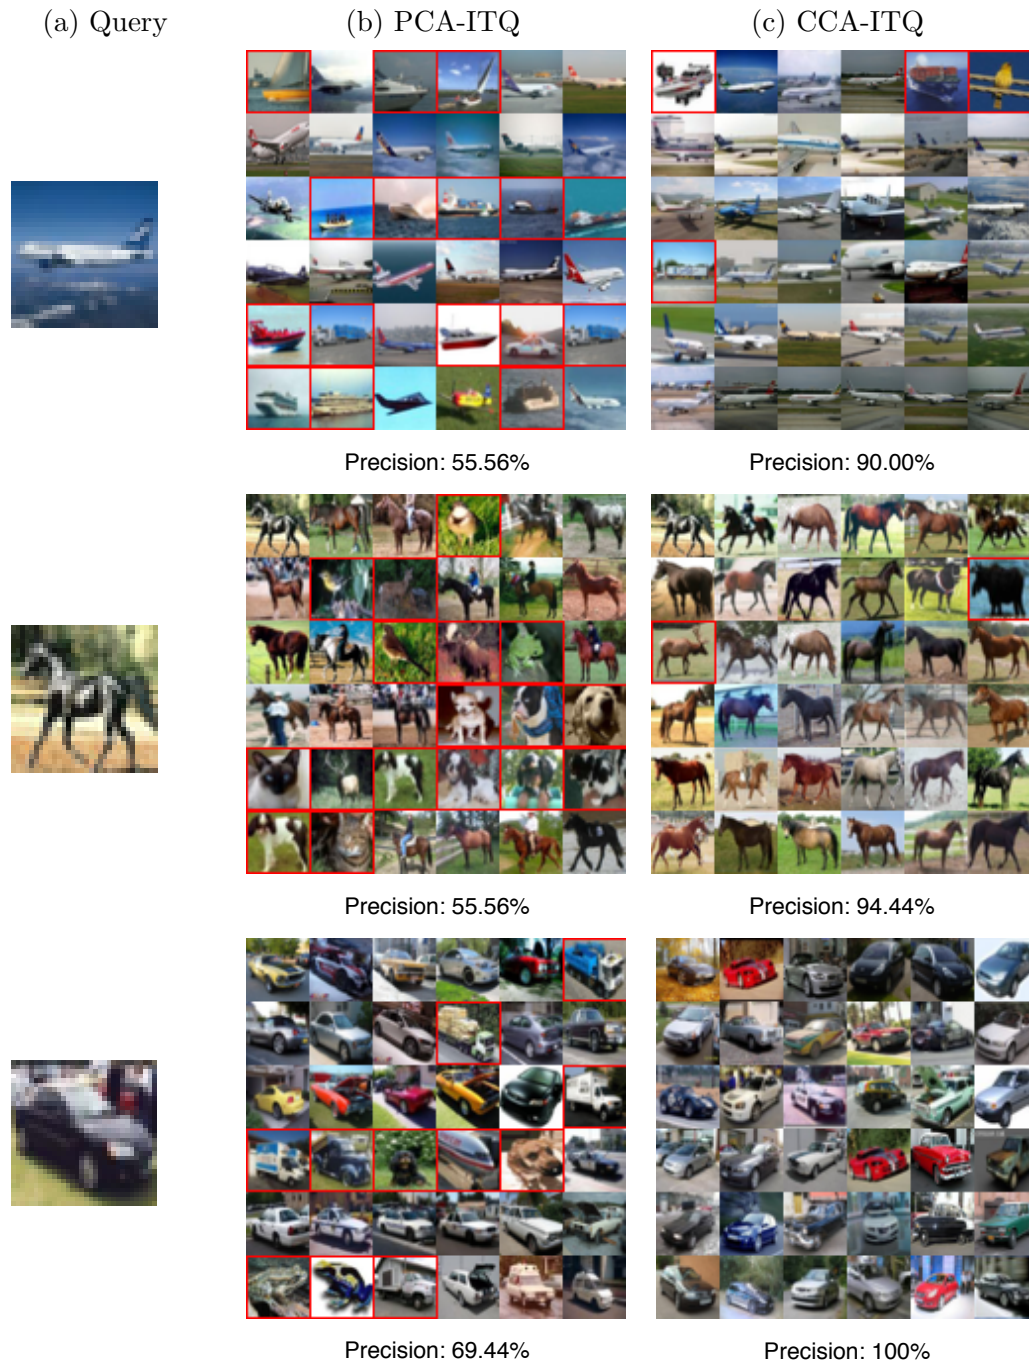 (a) Query
(b) PCA-ITQ
(c) CCA-ITQ
Precision: 55.56%
Precision: 90.00%
Precision: 55.56%
Precision: 94.44%
Precision: 69.44%
Precision: 100%